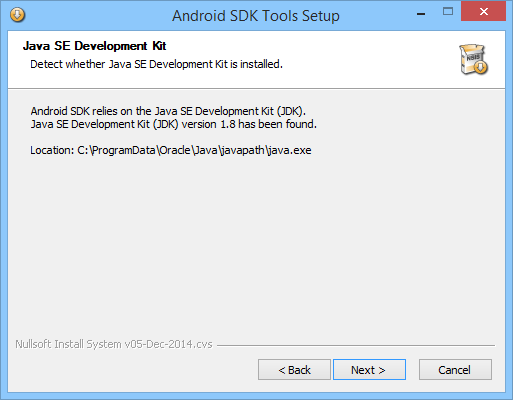 Android SDK Tools Setup
Java SE Development Kit
Detect whether Java SE Development Kit is installed.
NSIS
Android SDK relies on the Java SE Development Kit (JDK).
Java SE Development Kit (JDK) version 1.8 has been found.
Location: C:\ProgramData\Oracle\Java\javapath\java.exe
Nullsoft Install System v05-Dec-2014.cvs
< Back
Next >
Cancel